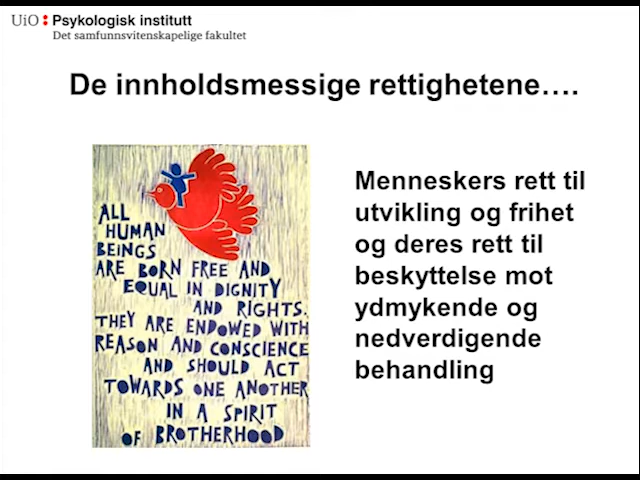 UiO: Psykologisk institutt
Det samfunnsvitenskapelige fakultet
De innholdsmessige rettighetene….
ALL
HUMAN
BEINGS
ARE BORN FREE AND
EQUAL IN DIGNITY
AND RIGHTS.
THEY ARE ENDOWED WITH
REASON AND CONSCIENCE
AND SHOULD ACT
TOWARDS ONE ANOTHER
IN A SPIRIT
OF BROTHERHOOD
Menneskers rett til
utvikling og frihet
og deres rett til
beskyttelse mot
ydmykende og
nedverdigende
behandling